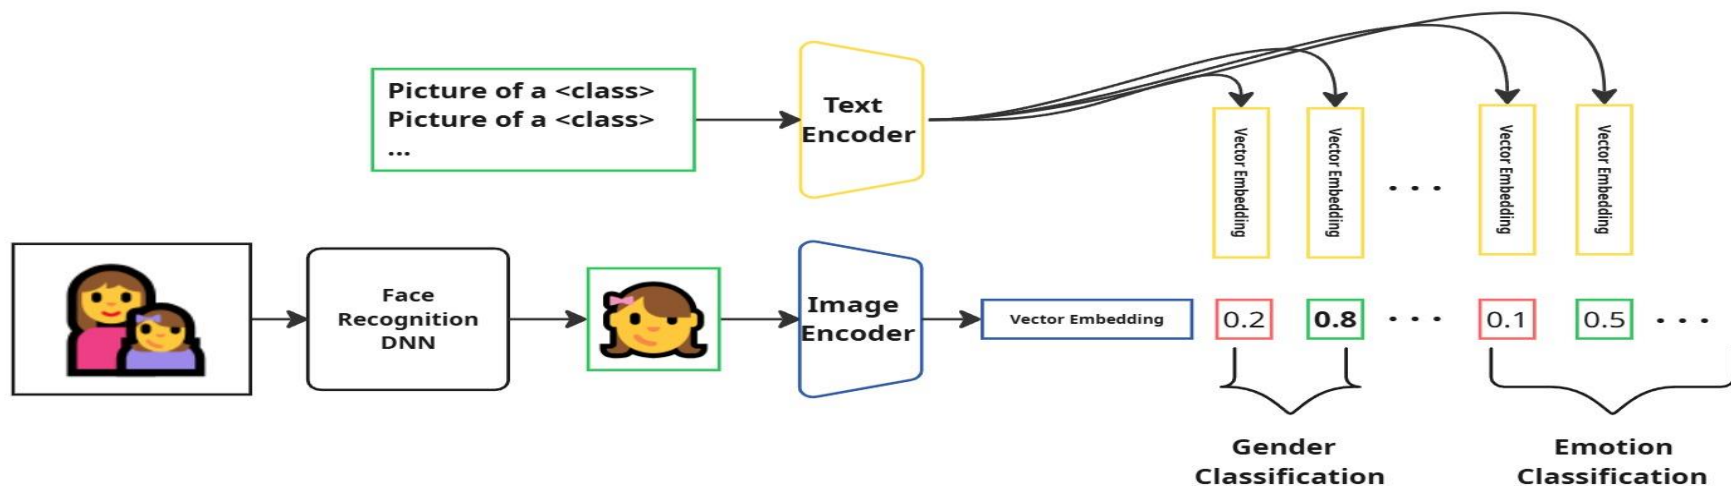 Picture of a <class>
Picture of a <class>
...
Text
Encoder
Vector Embedding
Vector Embedding
. . .
Vector Embedding
Vector Embedding
Face
Recognition
DNN
Image
Encoder
Vector Embedding
0.2
0.8
. . .
0.1
0.5
. . .
Gender
Classification
Emotion
Classification